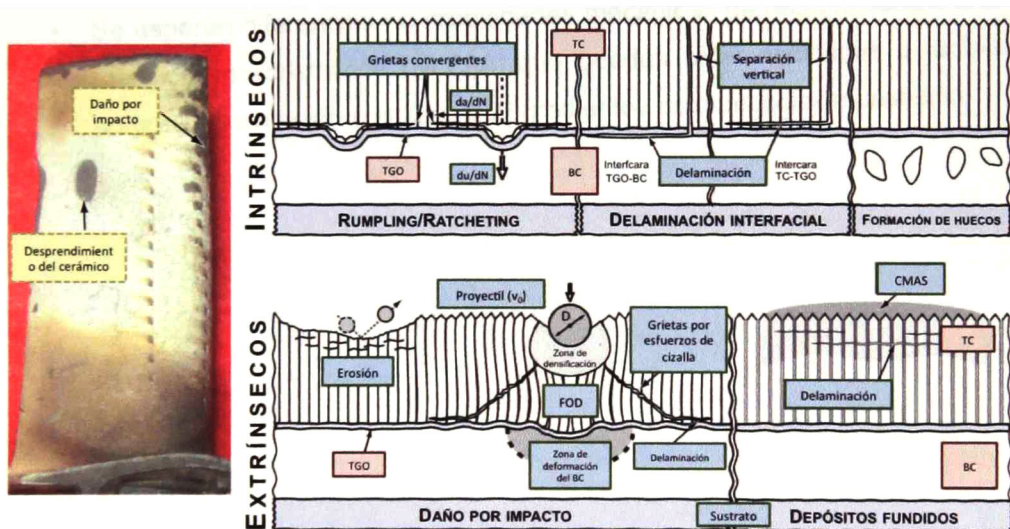 Daño por
impacto
Desprendimient
o del cerámico
INTRÍNSECOS
Grietas convergentes
da/dN
TC
Separación
vertical
TGO
du/dN
BC
Interfcara
TGO-BC
Delaminación
Intercara
TC-TGO
RUMPLING/RATCHETING
DELAMINACIÓN INTERFACIAL
FORMACIÓN DE HUECOS
EXTRÍNSECOS
Proyectil (v₀)
D
Erosión
Zona de
densificación
FOD
Grietas por
esfuerzos de
cizalla
CMAS
TC
Delaminación
TGO
Zona de
deformación
del BC
Delaminación
BC
DAÑO POR IMPACTO
Sustrato
DEPÓSITOS FUNDIDOS